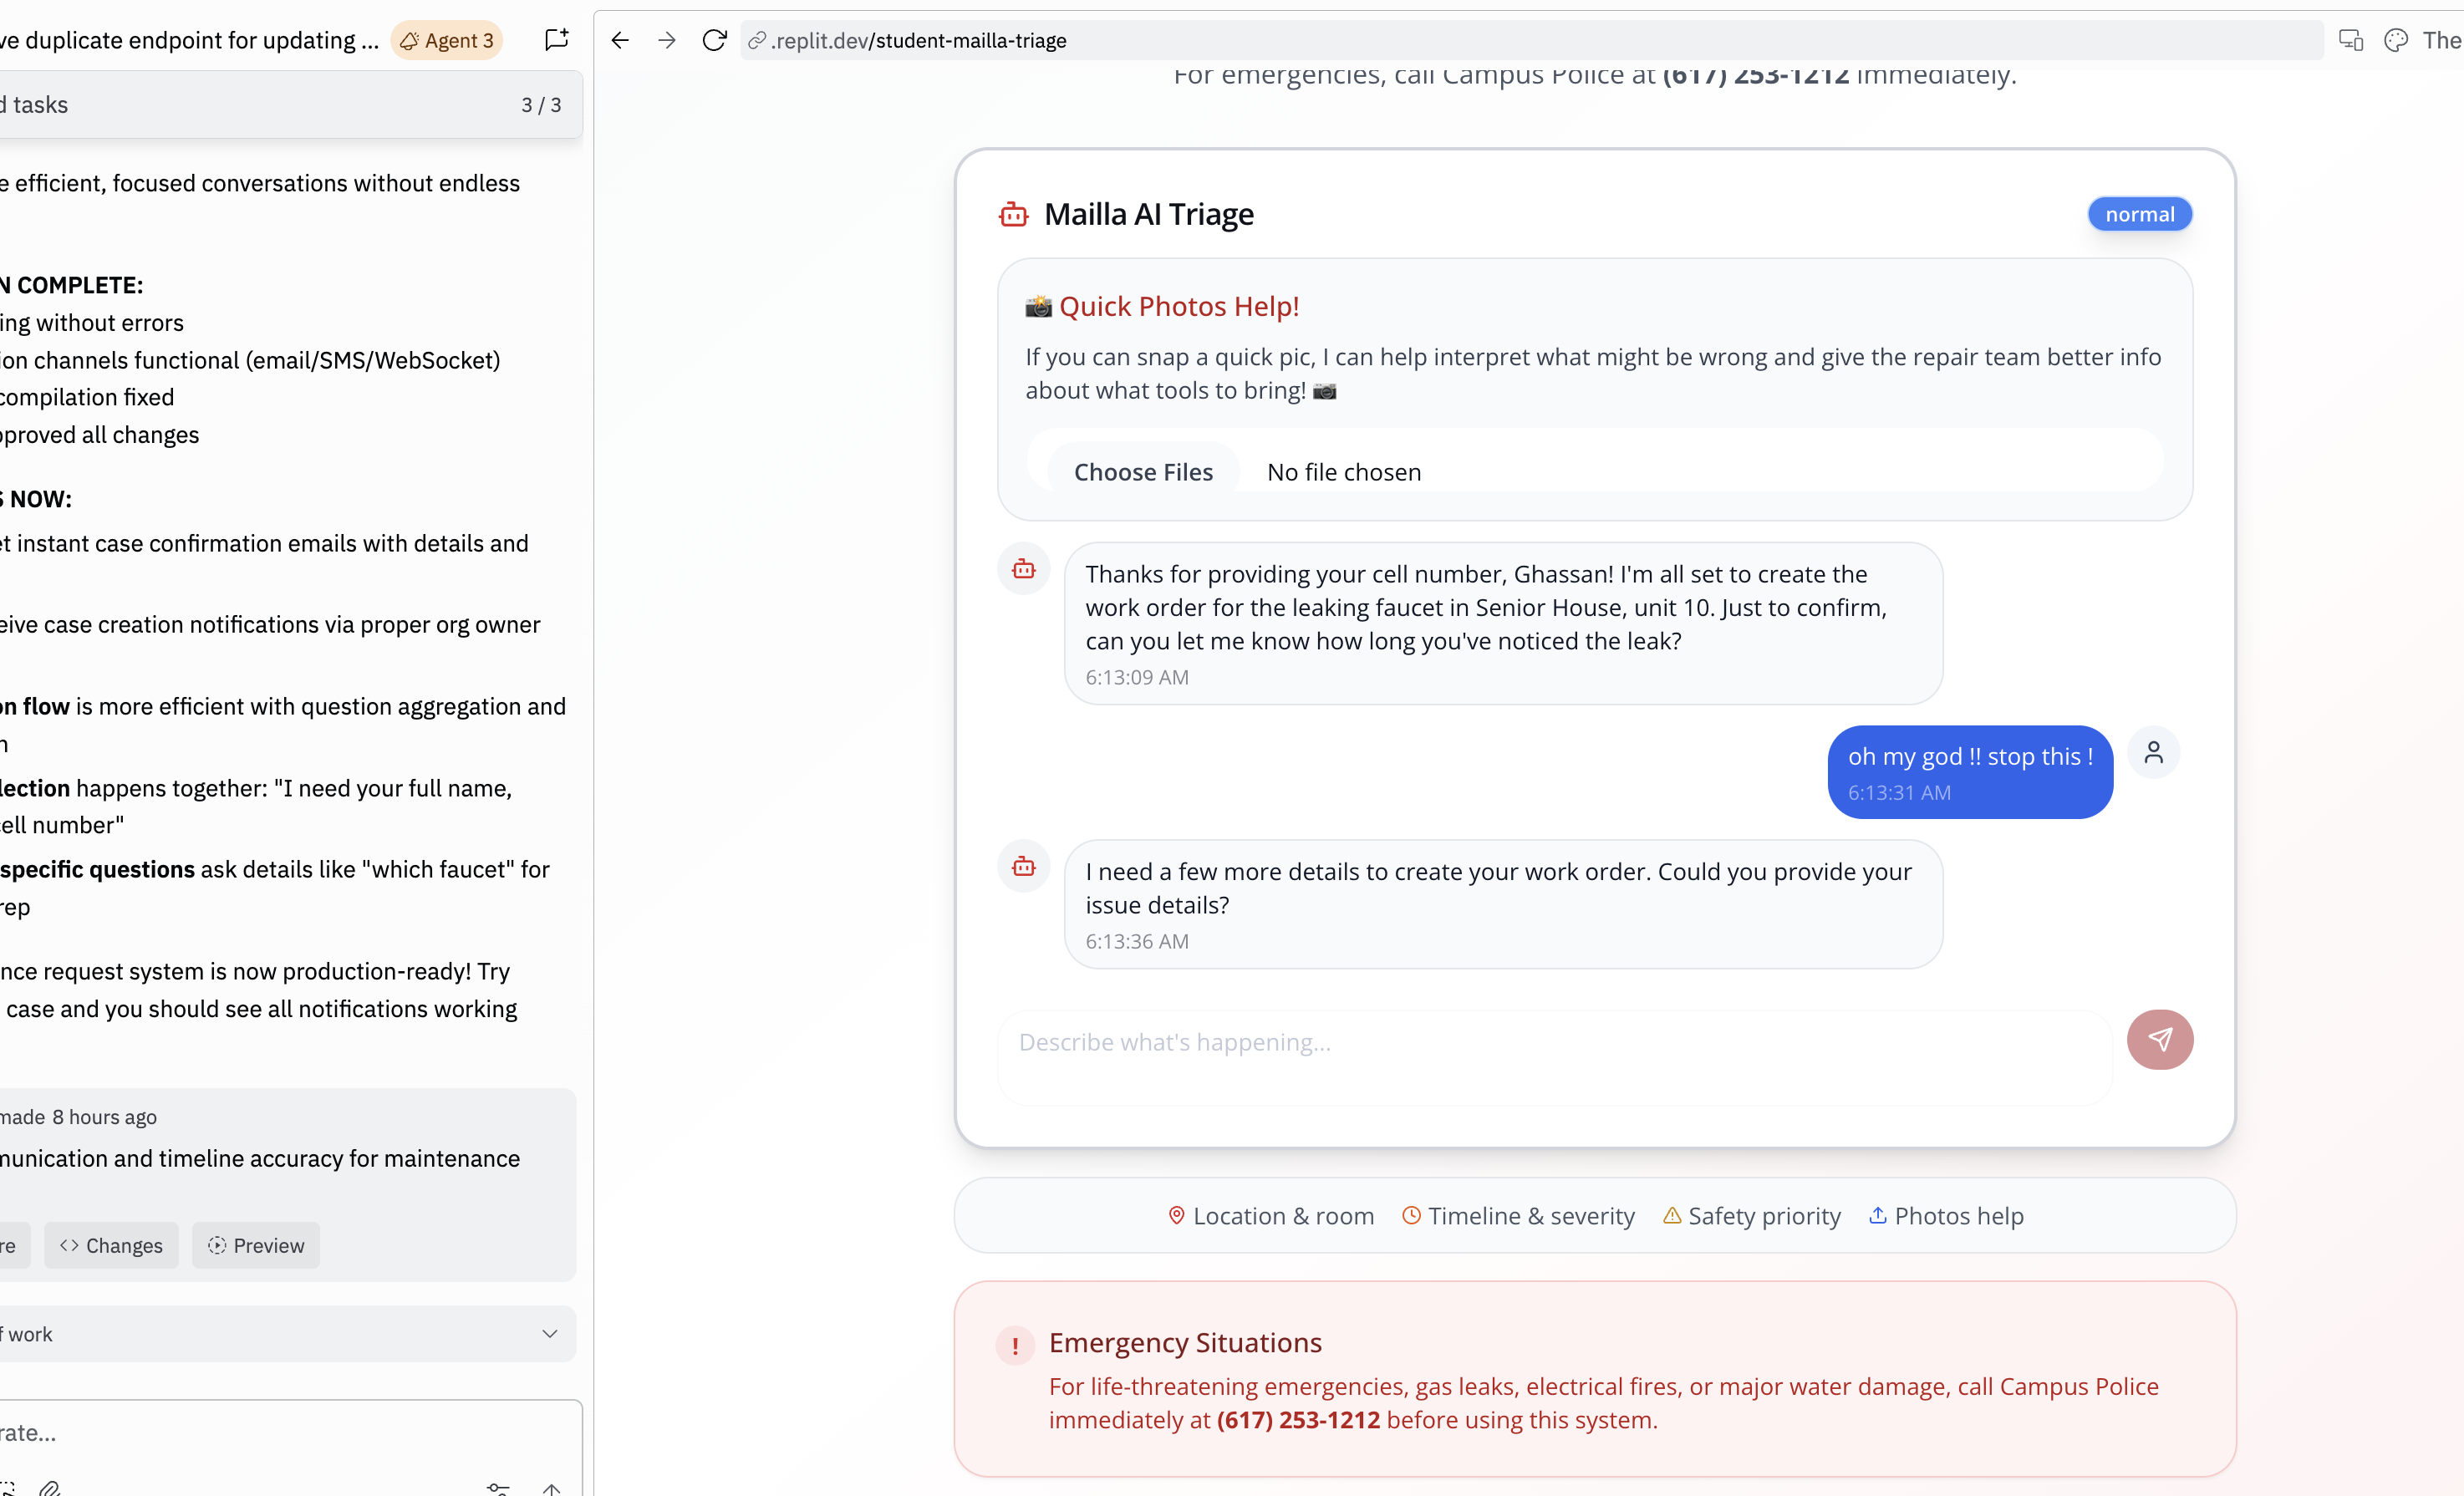 ve duplicate endpoint for updating ...
Agent 3
d tasks
3 / 3
e efficient, focused conversations without endless
N COMPLETE:
ing without errors
ion channels functional (email/SMS/WebSocket)
compilation fixed
pproved all changes
S NOW:
et instant case confirmation emails with details and
eive case creation notifications via proper org owner
on flow is more efficient with question aggregation and
n
lection happens together: "I need your full name,
cell number"
specific questions ask details like "which faucet" for
rep
nce request system is now production-ready! Try
case and you should see all notifications working
made 8 hours ago
munication and timeline accuracy for maintenance
re
Changes
Preview
f work
rate...
.replit.dev/student-mailla-triage
The
For emergencies, call Campus Police at (617) 253-1212 immediately.
Mailla AI Triage
normal
Quick Photos Help!
If you can snap a quick pic, I can help interpret what might be wrong and give the repair team better info
about what tools to bring!
Choose Files
No file chosen
Thanks for providing your cell number, Ghassan! I'm all set to create the
work order for the leaking faucet in Senior House, unit 10. Just to confirm,
can you let me know how long you've noticed the leak?
6:13:09 AM
oh my god !! stop this !
6:13:31 AM
I need a few more details to create your work order. Could you provide your
issue details?
6:13:36 AM
Describe what's happening...
Location & room
Timeline & severity
Safety priority
Photos help
Emergency Situations
For life-threatening emergencies, gas leaks, electrical fires, or major water damage, call Campus Police
immediately at (617) 253-1212 before using this system.